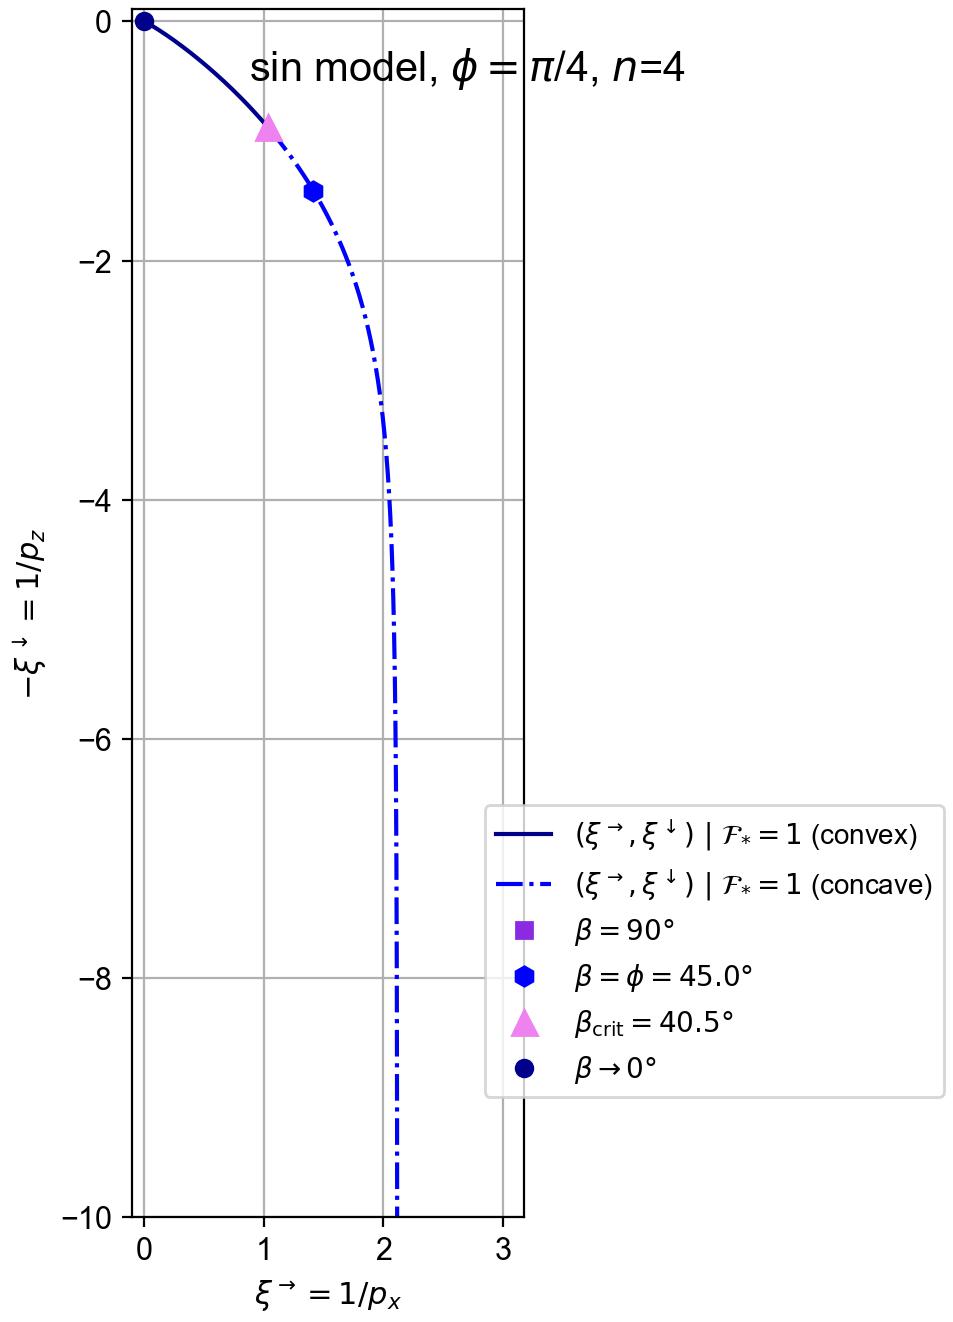 sin model, ϕ = π/4, n=4
0
−2
−4
−6
−8
−10
−ξ↓ = 1/p_z
0 1 2 3
ξ→ = 1/p_x
(ξ→, ξ↓) | ℱ* = 1 (convex)
(ξ→, ξ↓) | ℱ* = 1 (concave)
β = 90°
β = ϕ = 45.0°
β_crit = 40.5°
β → 0°